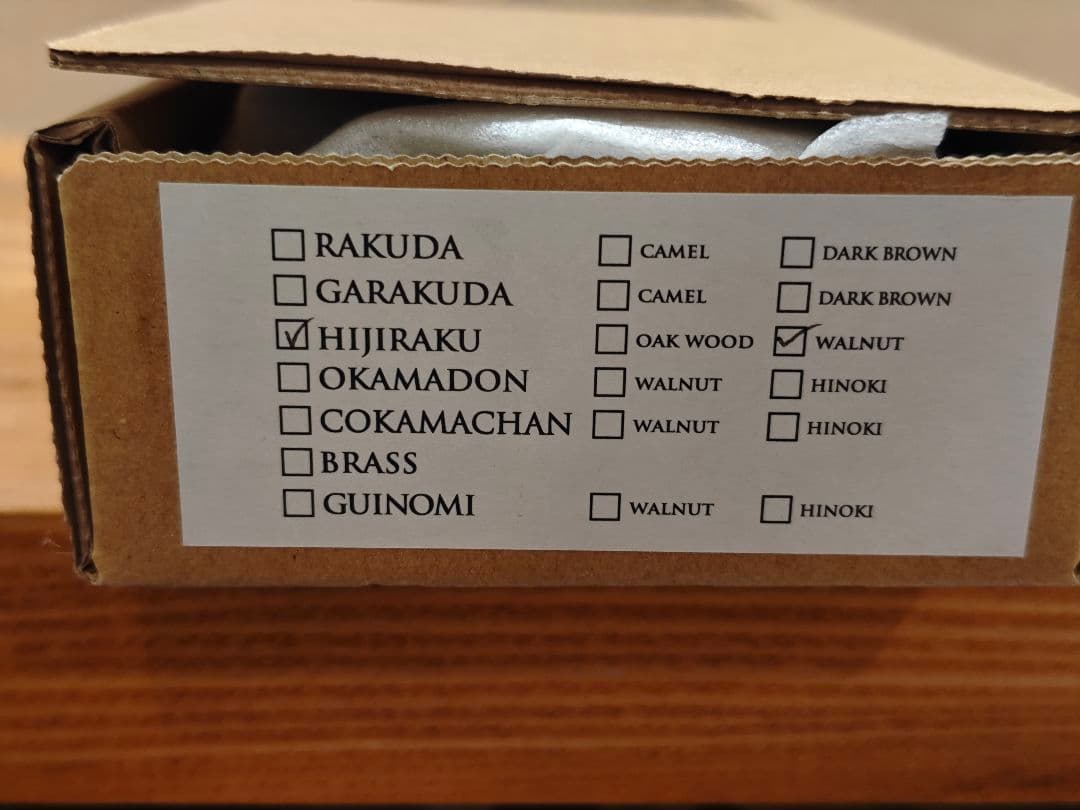 ☐ RAKUDA ☐ CAMEL ☐ DARK BROWN
☐ GARAKUDA ☐ CAMEL ☐ DARK BROWN
☑ HIJIRAKU ☐ OAK WOOD ☑ WALNUT
☐ OKAMADON ☐ WALNUT ☐ HINOKI
☐ COKAMACHAN ☐ WALNUT ☐ HINOKI
☐ BRASS
☐ GUINOMI ☐ WALNUT ☐ HINOKI